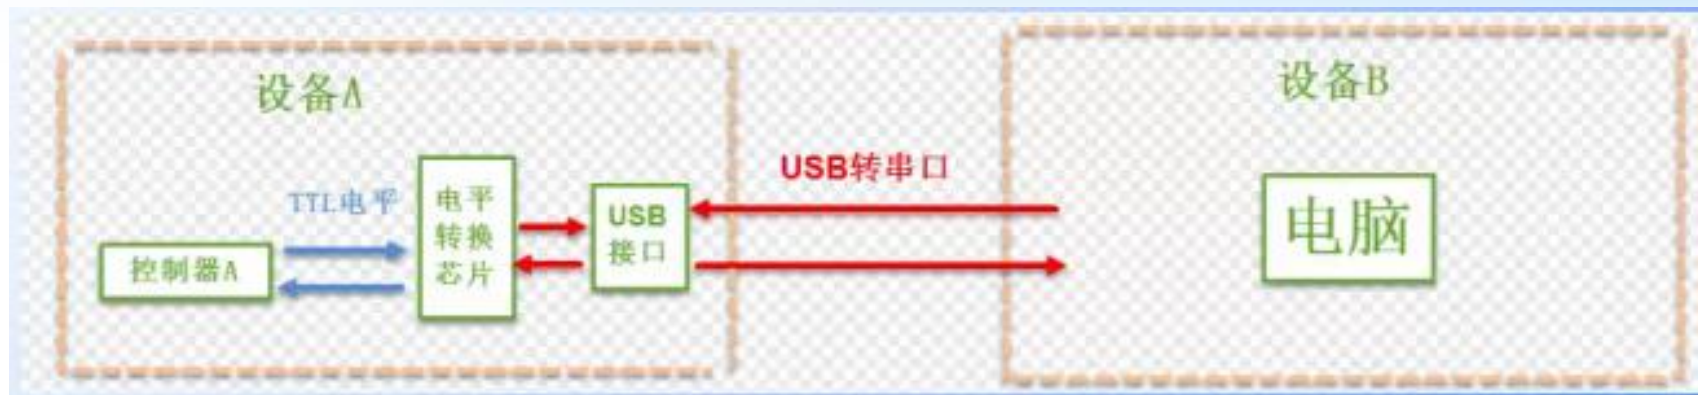 设备A
设备B
USB转串口
TTL电平
电平
转换
芯片
USB
接口
电脑
控制器A